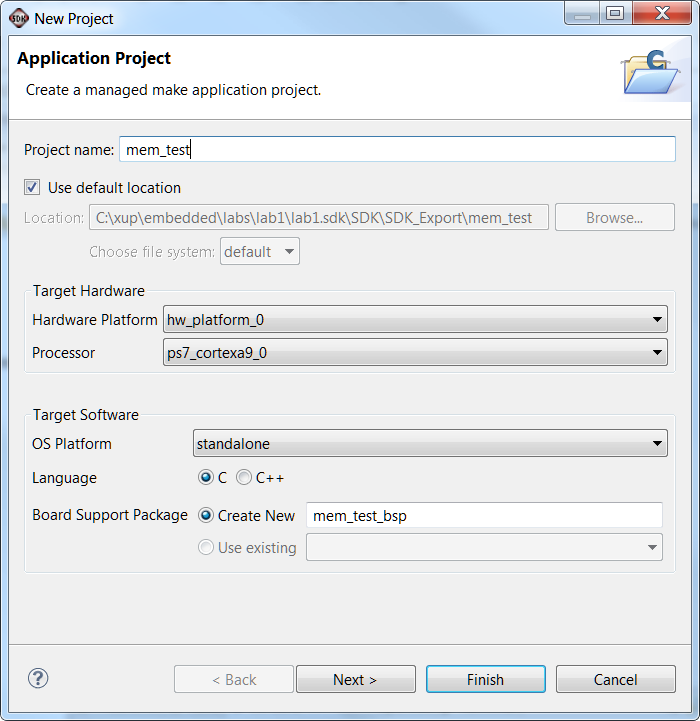 SDK New Project
Application Project
Create a managed make application project.
C
Project name: mem_test
Use default location
Location: C:\xup\embedded\labs\lab1\lab1.sdk\SDK\SDK_Export\mem_test Browse...
Choose file system: default
Target Hardware
Hardware Platform hw_platform_0
Processor ps7_cortexa9_0
Target Software
OS Platform standalone
Language C C++
Board Support Package Create New mem_test_bsp
Use existing
? < Back Next > Finish Cancel